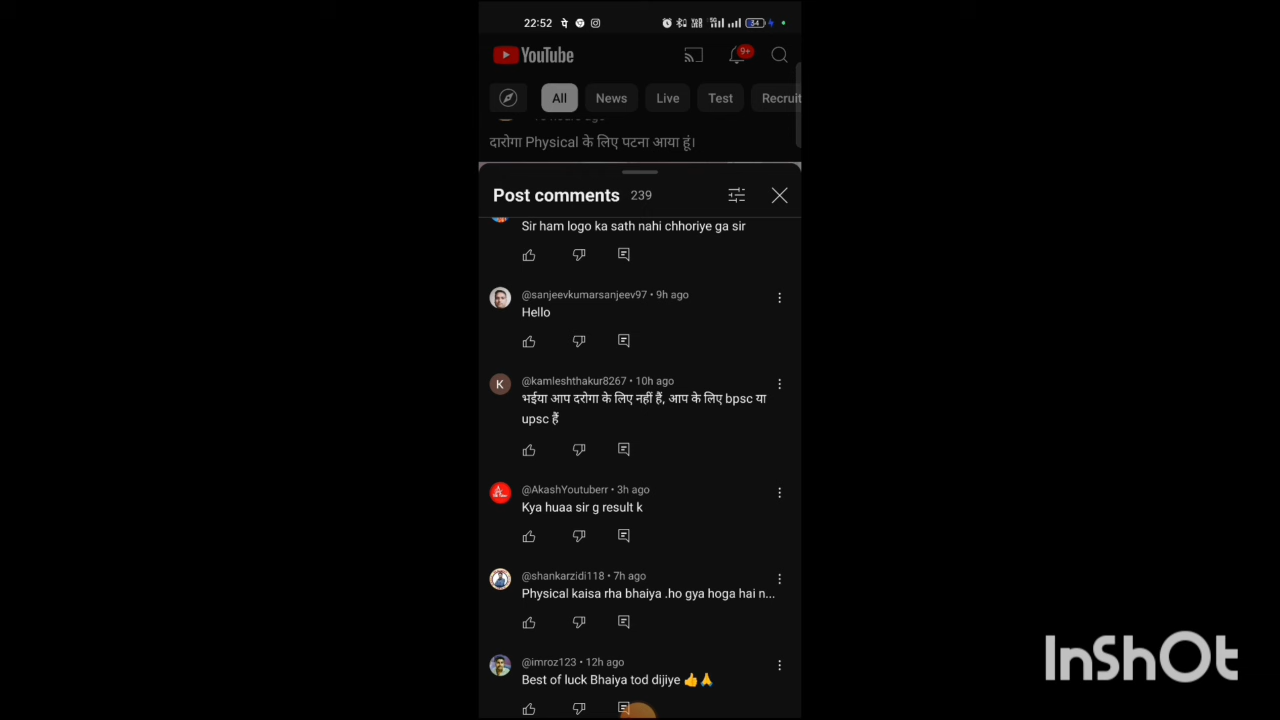 22:52
84
YouTube
9+
All News Live Test Recruit
दारोगा Physical के लिए पटना आया हूं।
Post comments 239
Sir ham logo ka sath nahi chhoriye ga sir
@sanjeevkumarsanjeev97 • 9h ago
Hello
K
@kamleshthakur8267 • 10h ago
भईया आप दरोगा के लिए नहीं हैं, आप के लिए bpsc या
upsc हैं
@AkashYoutuberr • 3h ago
Kya huaa sir g result k
@shankarzidi118 • 7h ago
Physical kaisa rha bhaiya .ho gya hoga hai n...
@imroz123 • 12h ago
Best of luck Bhaiya tod dijiye 👍🙏
InShOt